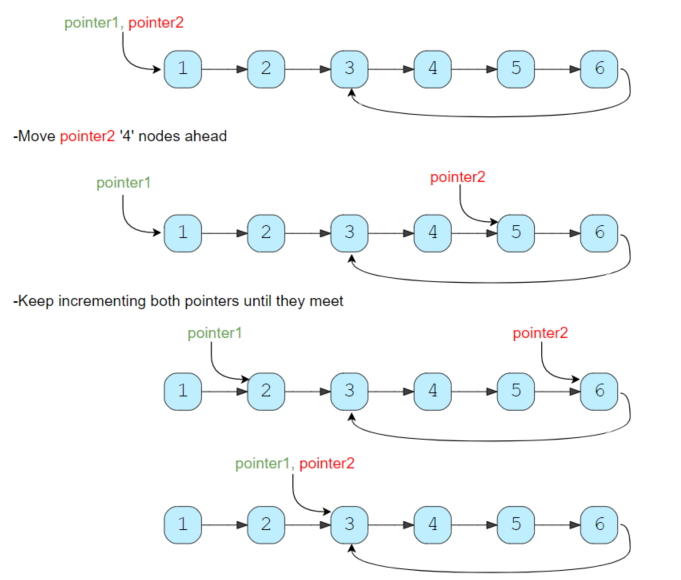 pointer1, pointer2
1 2 3 4 5 6
-Move pointer2 '4' nodes ahead
pointer1 pointer2
1 2 3 4 5 6
-Keep incrementing both pointers until they meet
pointer1 pointer2
1 2 3 4 5 6
pointer1, pointer2
1 2 3 4 5 6